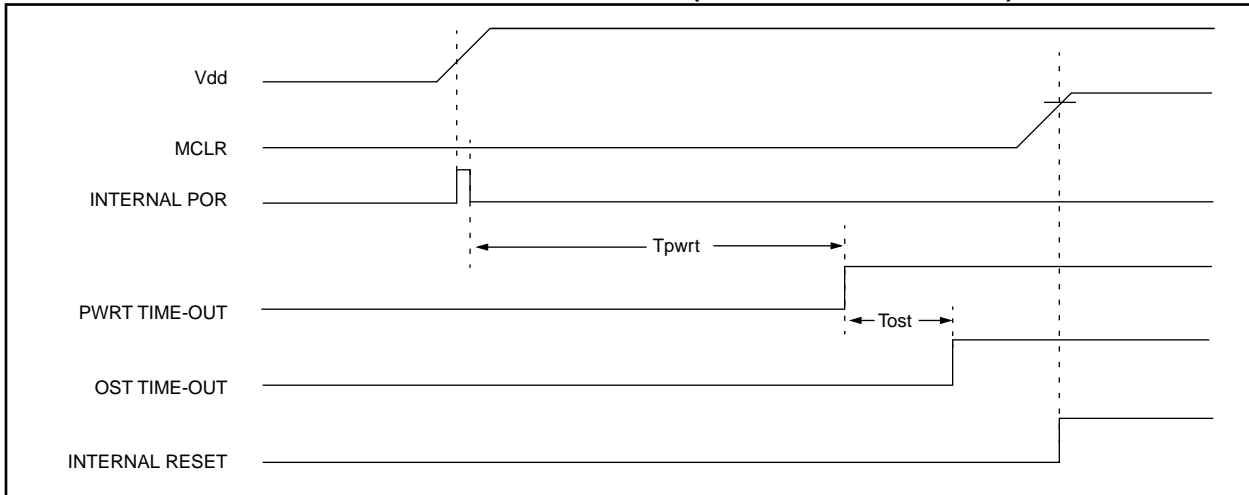 Vdd
MCLR
INTERNAL POR
Tpwrt
PWRT TIME-OUT
Tost
OST TIME-OUT
INTERNAL RESET